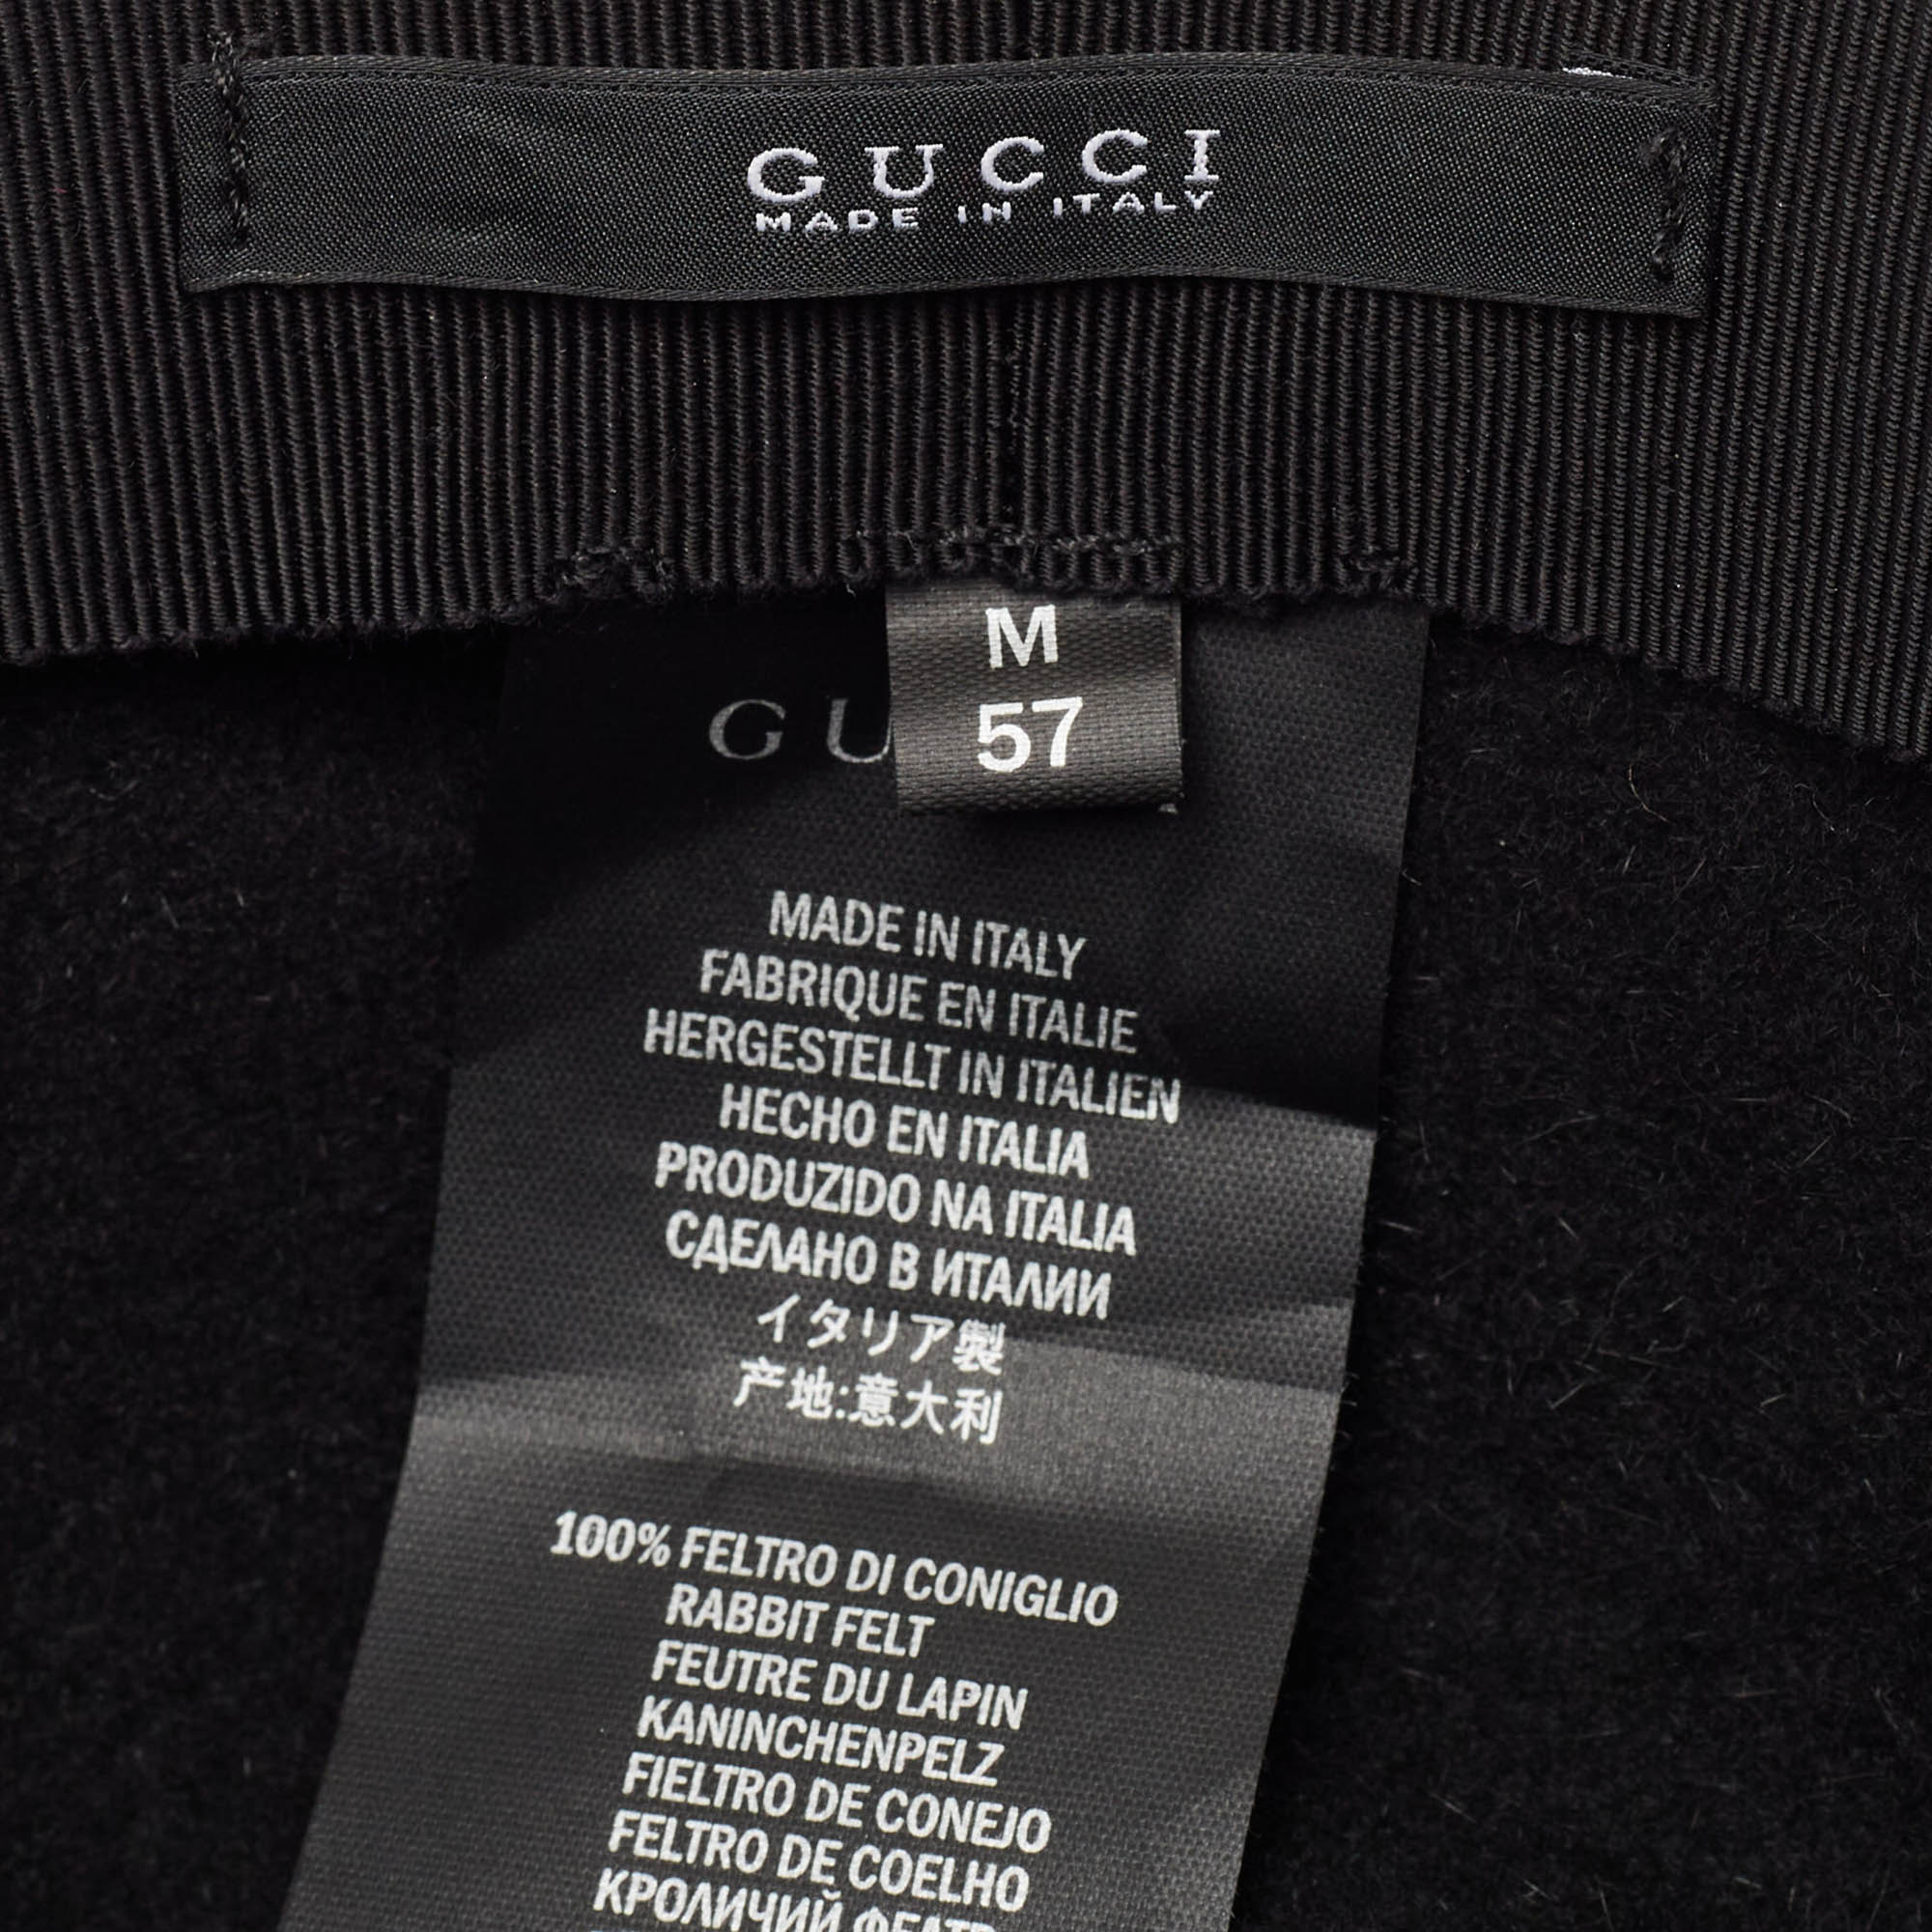 GUCCI
MADE IN ITALY
M
57
GU
MADE IN ITALY
FABRIQUE EN ITALIE
HERGESTELLT IN ITALIEN
HECHO EN ITALIA
PRODUZIDO NA ITALIA
СДЕЛАНО В ИТАЛИИ
イタリア製
产地:意大利
100% FELTRO DI CONIGLIO
RABBIT FELT
FEUTRE DU LAPIN
KANINCHENPELZ
FIELTRO DE CONEJO
FELTRO DE COELHO
КРОЛИЧИЙ